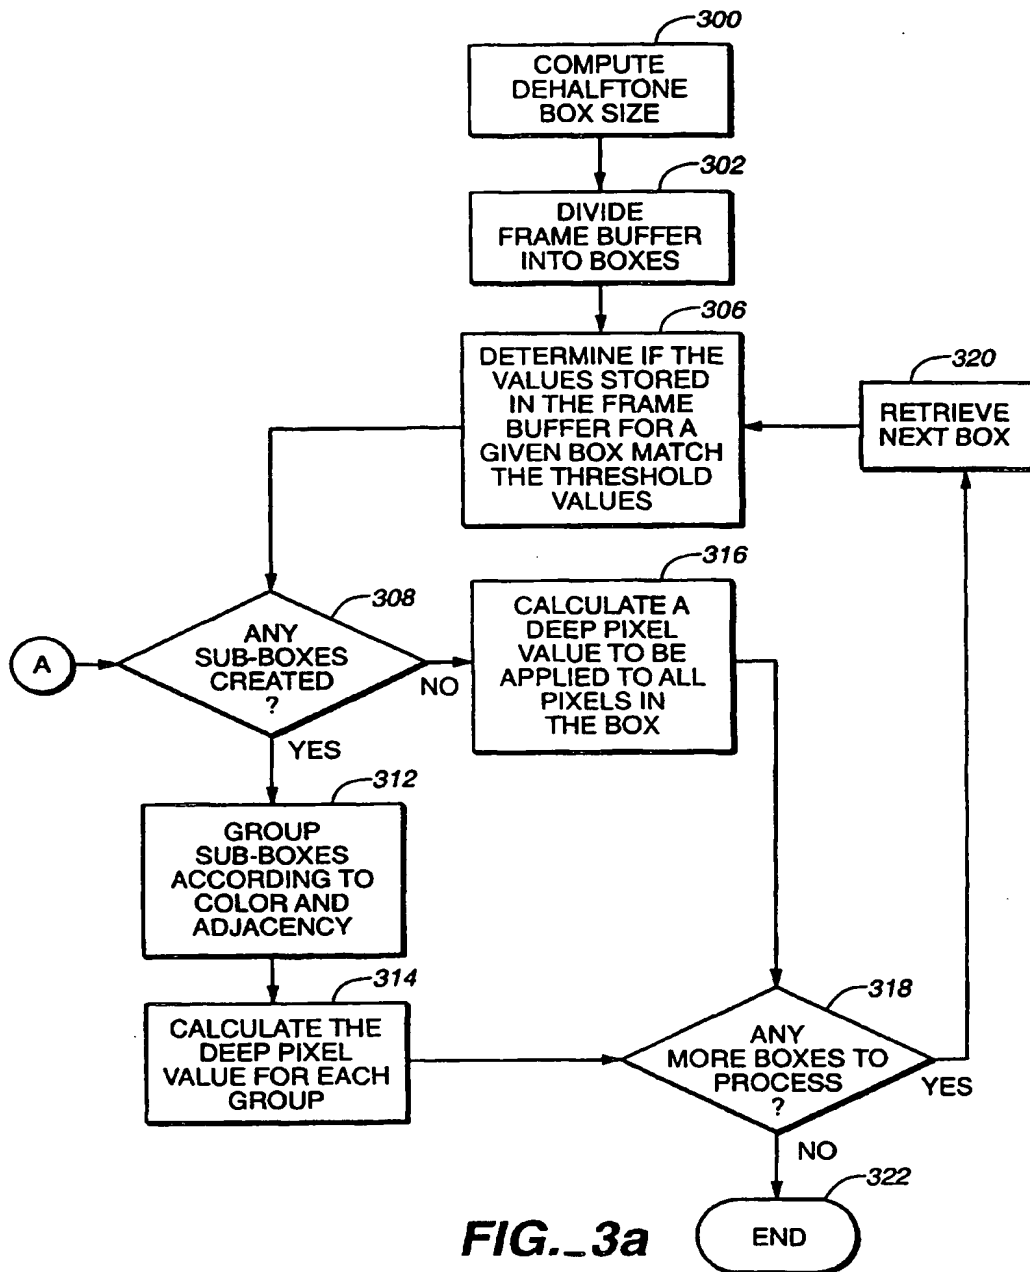 300
COMPUTE
DEHALFTONE
BOX SIZE
302
DIVIDE
FRAME BUFFER
INTO BOXES
306
DETERMINE IF THE
VALUES STORED
IN THE FRAME
BUFFER FOR A
GIVEN BOX MATCH
THE THRESHOLD
VALUES
320
RETRIEVE
NEXT BOX
A
308
ANY
SUB-BOXES
CREATED
?
NO
YES
316
CALCULATE A
DEEP PIXEL
VALUE TO BE
APPLIED TO ALL
PIXELS IN
THE BOX
312
GROUP
SUB-BOXES
ACCORDING TO
COLOR AND
ADJACENCY
314
CALCULATE THE
DEEP PIXEL
VALUE FOR EACH
GROUP
318
ANY
MORE BOXES TO
PROCESS
?
YES
NO
322
END
FIG._3a